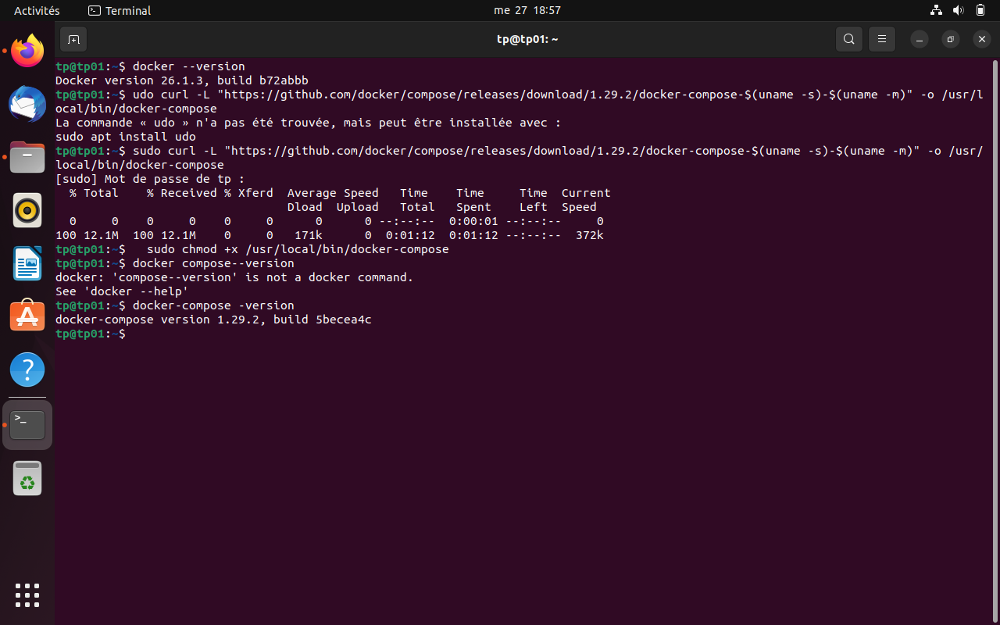 Activités
Terminal
me 27 18:57
tp@tp01: ~
tp@tp01:~$ docker --version
Docker version 26.1.3, build b72abbb
tp@tp01:~$ udo curl -L "https://github.com/docker/compose/releases/download/1.29.2/docker-compose-$(uname -s)-$(uname -m)" -o /usr/l
ocal/bin/docker-compose
La commande « udo » n'a pas été trouvée, mais peut être installée avec :
sudo apt install udo
tp@tp01:~$ sudo curl -L "https://github.com/docker/compose/releases/download/1.29.2/docker-compose-$(uname -s)-$(uname -m)" -o /usr/
local/bin/docker-compose
[sudo] Mot de passe de tp :
  % Total    % Received % Xferd  Average Speed   Time    Time     Time  Current
                                 Dload  Upload   Total   Spent    Left  Speed
  0     0    0     0    0     0      0      0 --:--:--  0:00:01 --:--:--     0
100 12.1M  100 12.1M    0     0   171k      0  0:01:12  0:01:12 --:--:--  372k
tp@tp01:~$   sudo chmod +x /usr/local/bin/docker-compose
tp@tp01:~$ docker compose--version
docker: 'compose--version' is not a docker command.
See 'docker --help'
tp@tp01:~$ docker-compose -version
docker-compose version 1.29.2, build 5becea4c
tp@tp01:~$